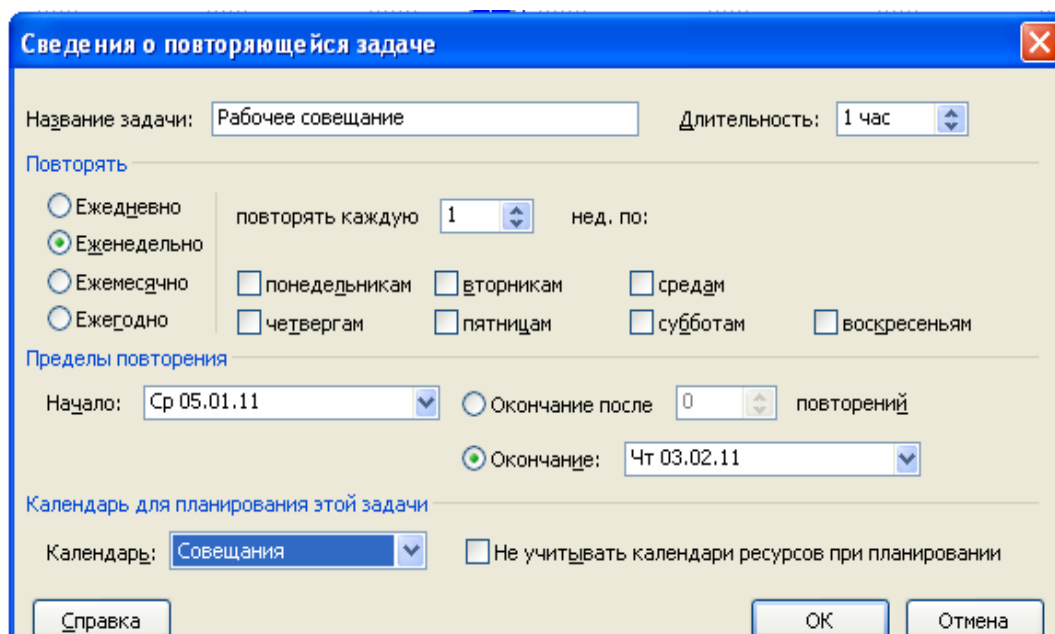 Сведения о повторяющейся задаче
Название задачи: Рабочее совещание Длительность: 1 час
Повторять
Ежедневно
повторять каждую 1 нед. по:
Еженедельно
Ежемесячно понедельникам вторникам средам
Ежегодно четвергам пятницам субботам воскресеньям
Пределы повторения
Начало: Ср 05.01.11 Окончание после 0 повторений
Окончание: Чт 03.02.11
Календарь для планирования этой задачи
Календарь: Совещания Не учитывать календари ресурсов при планировании
Справка ОК Отмена